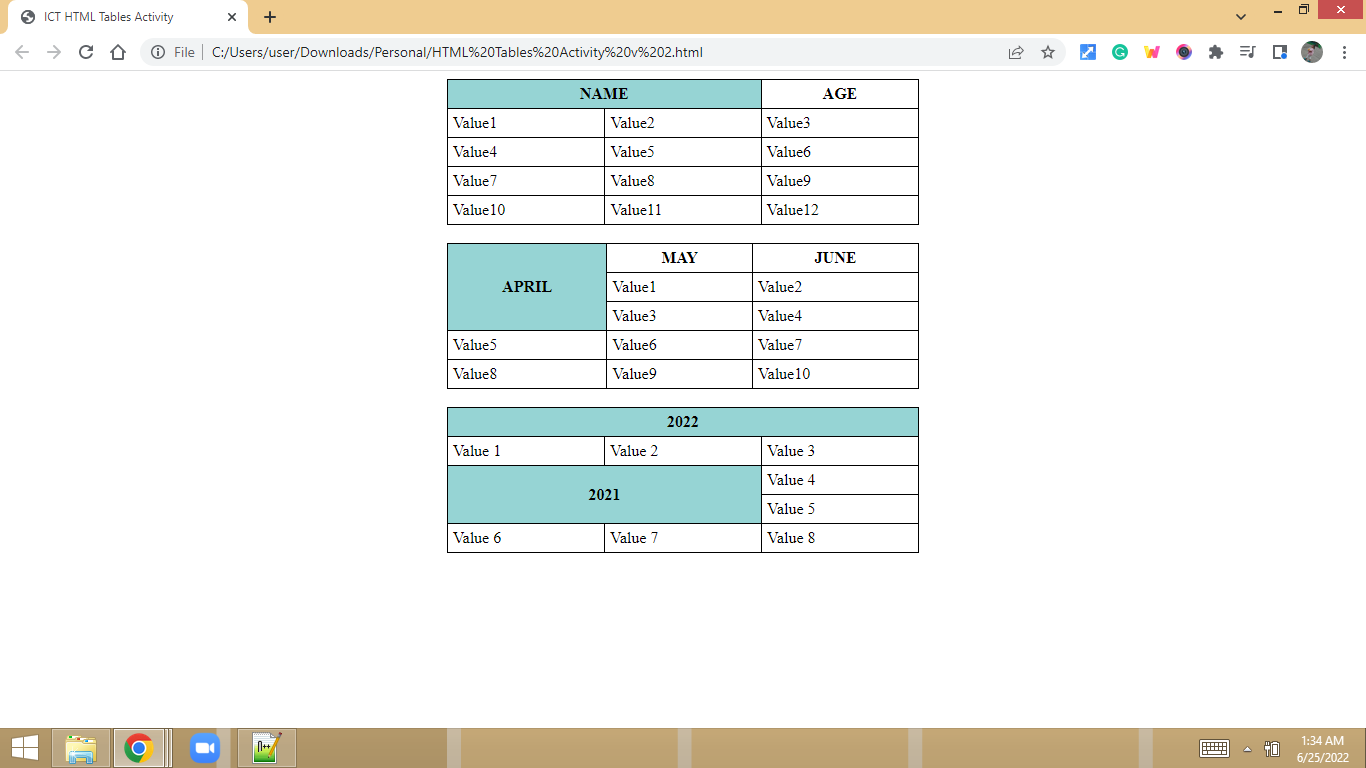 ICT HTML Tables Activity
File C:/Users/user/Downloads/Personal/HTML%20Tables%20Activity%20v%202.html
NAME AGE
Value1 Value2 Value3
Value4 Value5 Value6
Value7 Value8 Value9
Value10 Value11 Value12
MAY JUNE
APRIL Value1 Value2
Value3 Value4
Value5 Value6 Value7
Value8 Value9 Value10
2022
Value 1 Value 2 Value 3
Value 4
2021
Value 5
Value 6 Value 7 Value 8
1:34 AM
6/25/2022